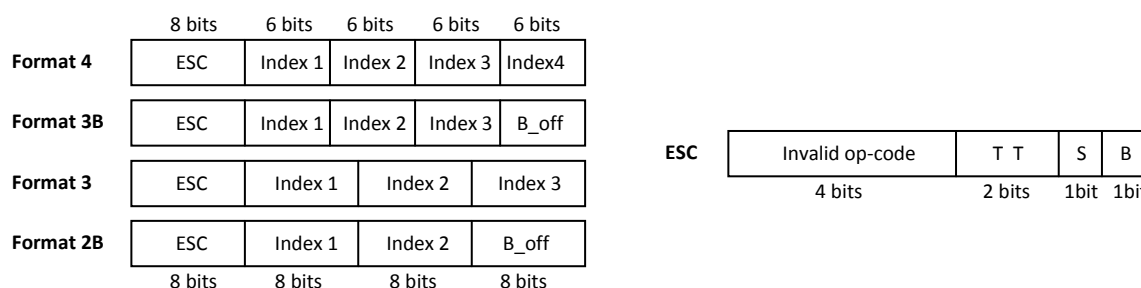 8 bits 6 bits 6 bits 6 bits 6 bits
Format 4 ESC Index 1 Index 2 Index 3 Index4
Format 3B ESC Index 1 Index 2 Index 3 B_off
Format 3 ESC Index 1 Index 2 Index 3
Format 2B ESC Index 1 Index 2 B_off
8 bits 8 bits 8 bits 8 bits
ESC Invalid op-code T T S B
4 bits 2 bits 1bit 1bit